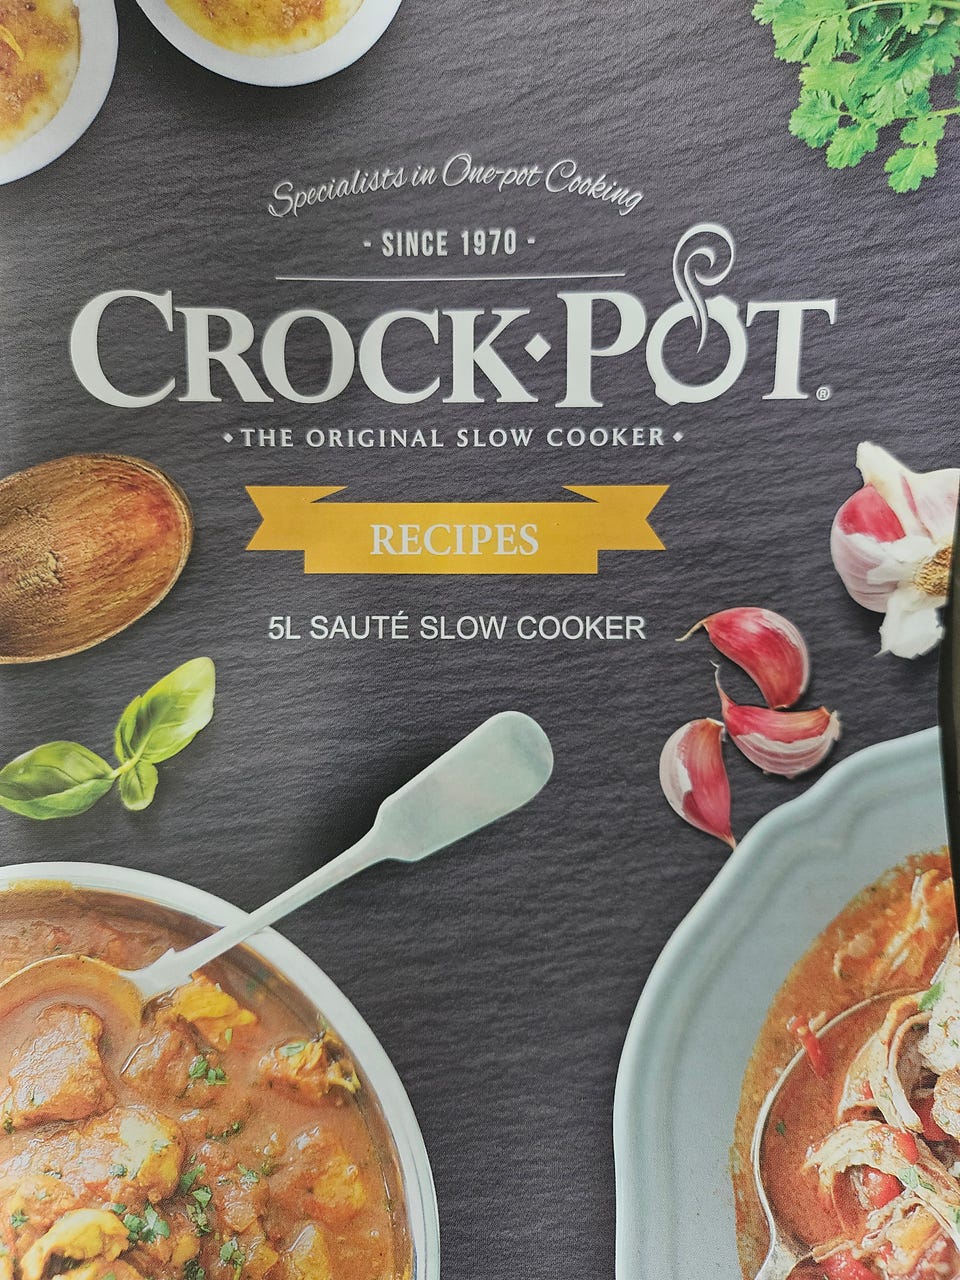 Specialists in One-pot Cooking
- SINCE 1970 -
CROCK·POT®
·THE ORIGINAL SLOW COOKER·
RECIPES
5L SAUTÉ SLOW COOKER